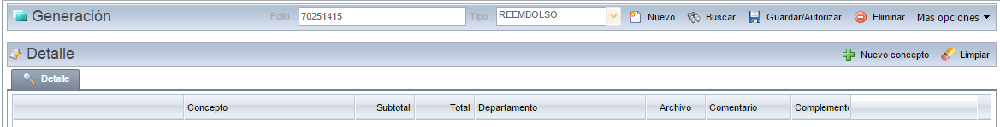 Generación Folio : 70251415 Tipo : REEMBOLSO Nuevo Buscar Guardar/Autorizar Eliminar Mas opciones
Detalle Nuevo concepto Limpiar
Detalle
Concepto Subtotal Total Departamento Archivo Comentario Complemento